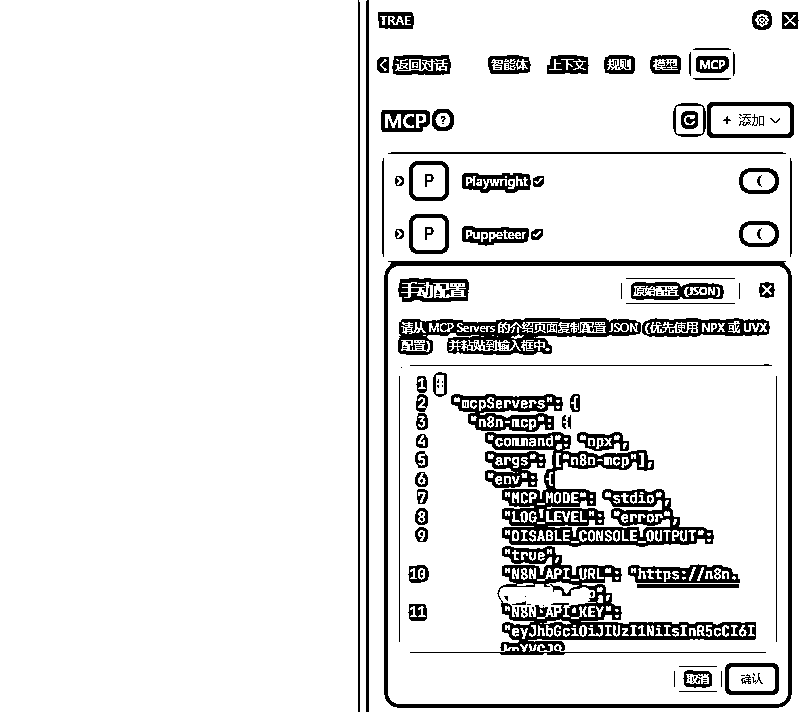 TRAE
返回对话 智能体 上下文 规则 模型 MCP
MCP
+ 添加
P Playwright
P Puppeteer
手动配置 原始配置 (JSON)
请从 MCP Servers 的介绍页面复制配置 JSON（优先使用 NPX 或 UVX
配置），并粘贴到输入框中。
1 {
2 "mcpServers": {
3 "n8n-mcp": {
4 "command": "npx",
5 "args": ["n8n-mcp"],
6 "env": {
7 "MCP_MODE": "stdio",
8 "LOG_LEVEL": "error",
9 "DISABLE_CONSOLE_OUTPUT":
"true",
10 "N8N_API_URL": "https://n8n.
",
11 "N8N_API_KEY":
"eyJhbGciOiJIUzI1NiIsInR5cCI6I
kpXVCJ9
取消 确认